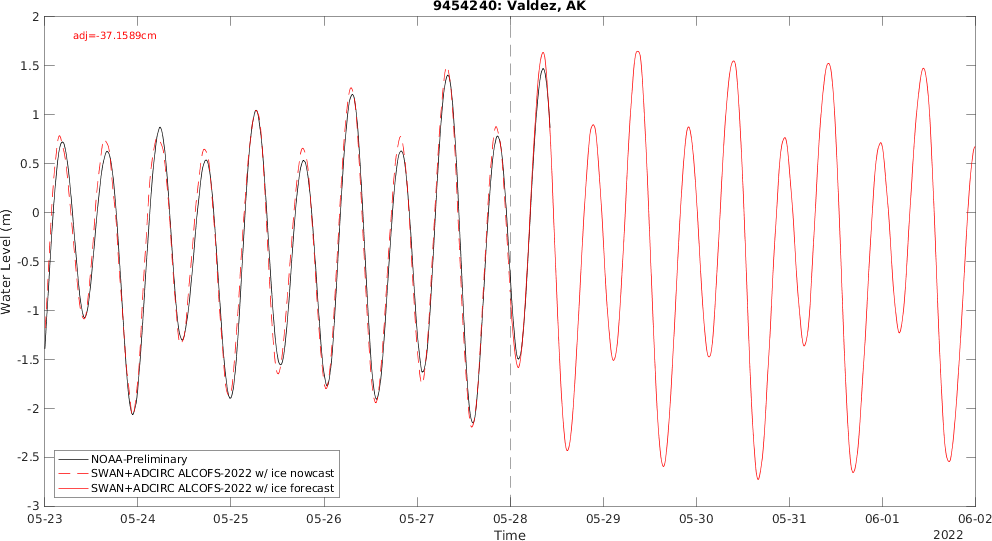 9454240: Valdez, AK
adj=-37.1589cm
2
1.5
1
0.5
0
-0.5
-1
-1.5
-2
-2.5
-3
Water Level (m)
NOAA-Preliminary
SWAN+ADCIRC ALCOFS-2022 w/ ice nowcast
SWAN+ADCIRC ALCOFS-2022 w/ ice forecast
05-23 05-24 05-25 05-26 05-27 05-28 05-29 05-30 05-31 06-01 06-02
Time
2022